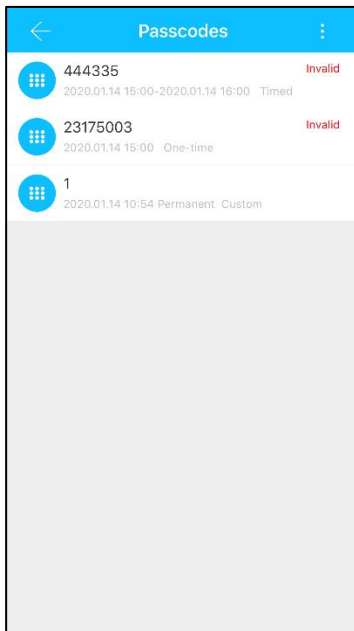 Passcodes
444335 Invalid
2020.01.14 15:00-2020.01.14 16:00 Timed
23175003 Invalid
2020.01.14 15:00 One-time
1
2020.01.14 10:54 Permanent Custom